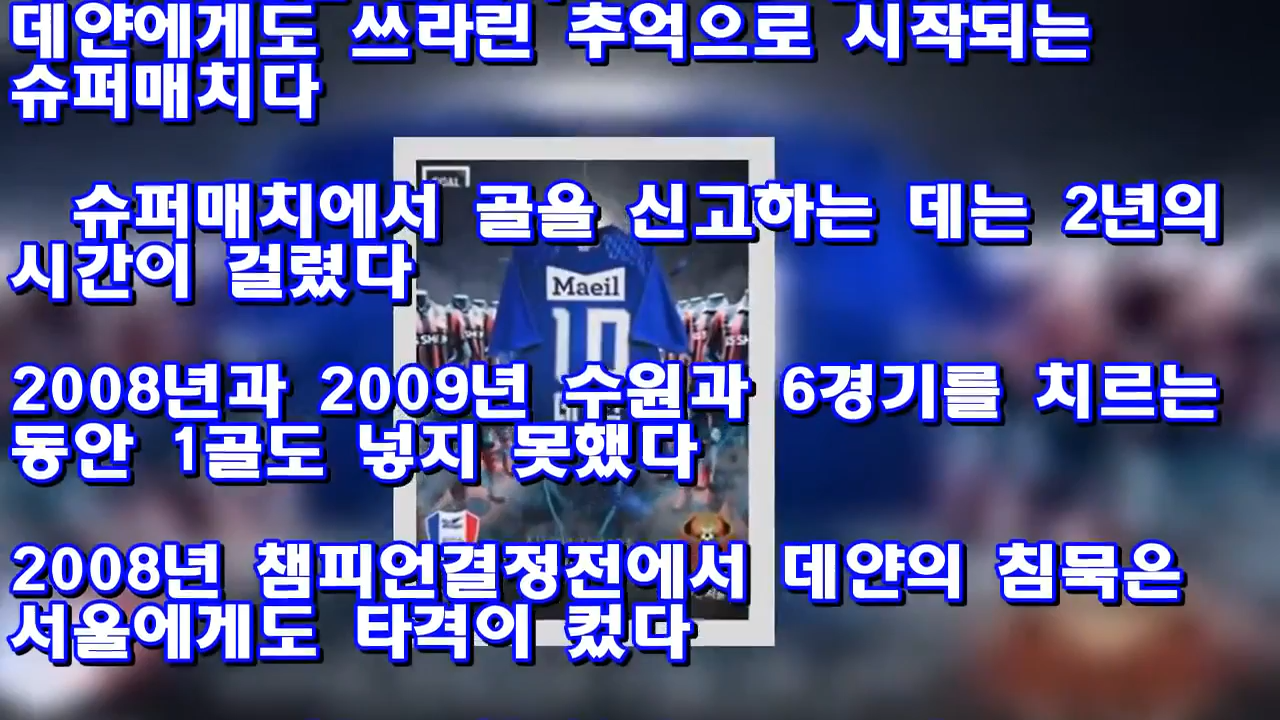 데얀에게도 쓰라린 추억으로 시작되는
슈퍼매치다
슈퍼매치에서 골을 신고하는 데는 2년의
시간이 걸렸다
Maeil
10
2008년과 2009년 수원과 6경기를 치르는
동안 1골도 넣지 못했다
2008년 챔피언결정전에서 데얀의 침묵은
서울에게도 타격이 컸다